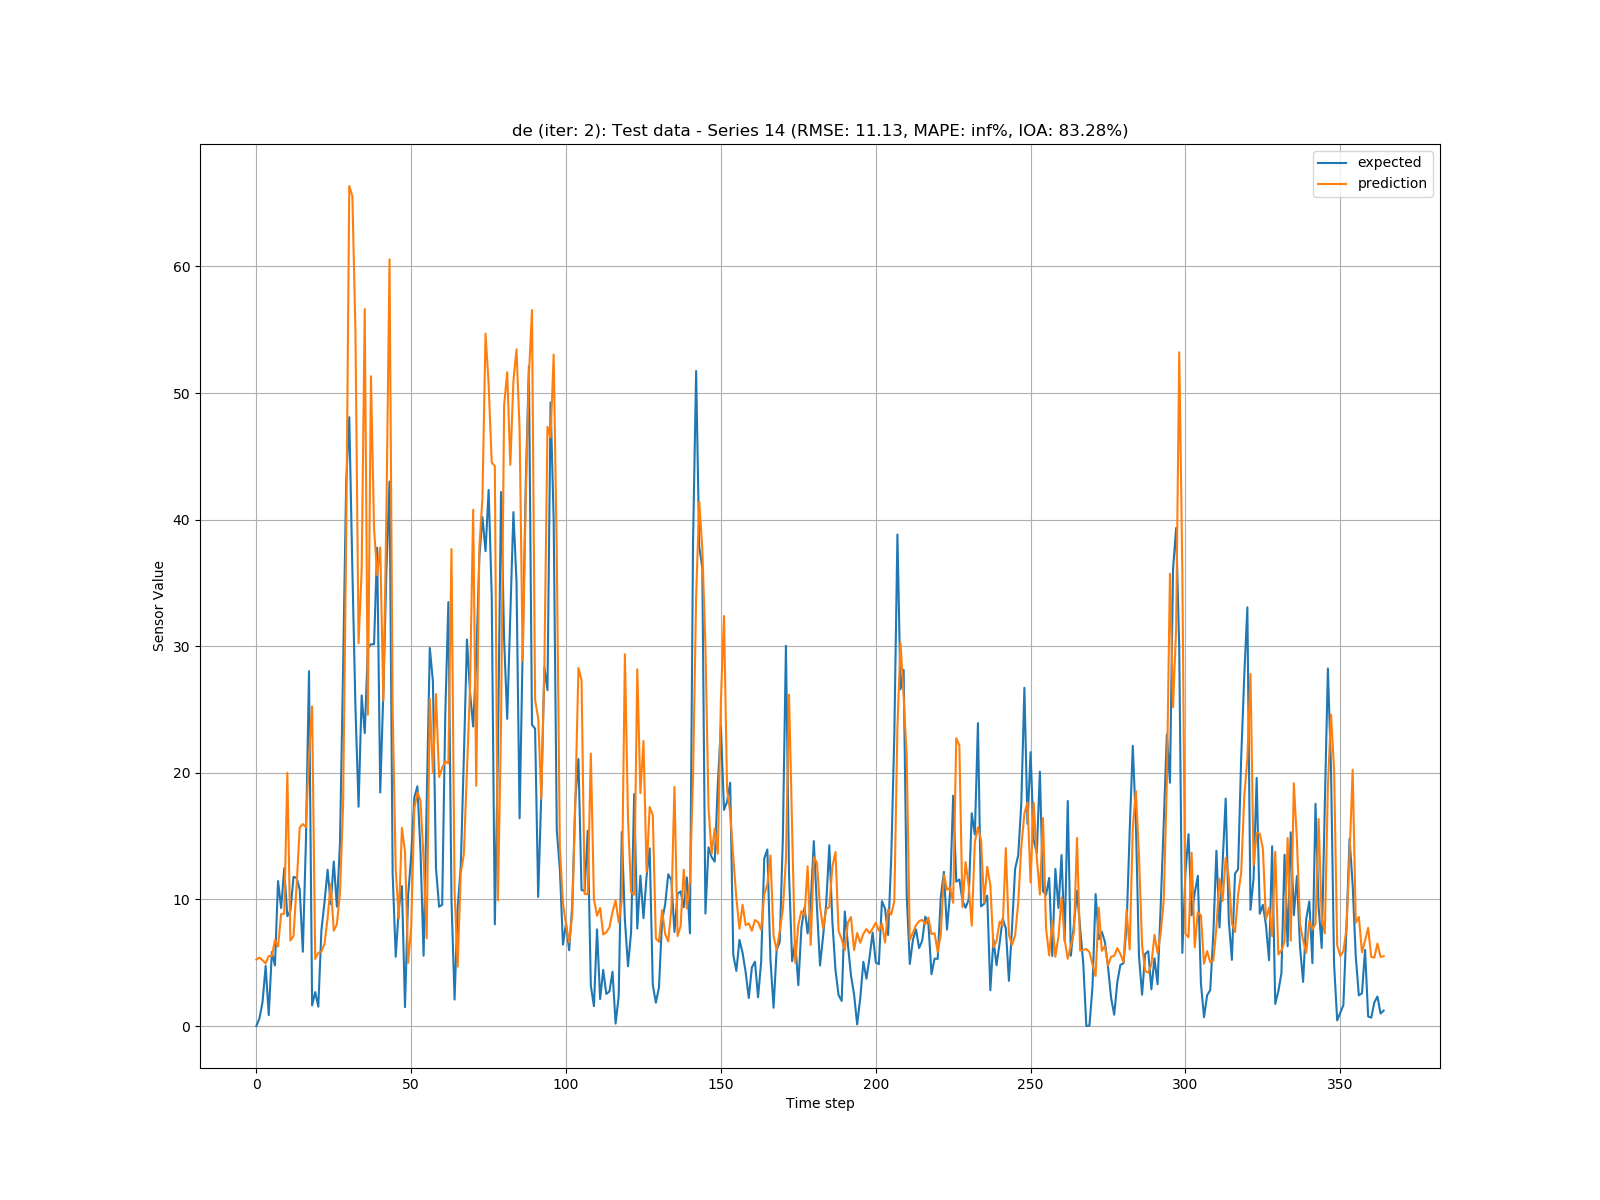 de (iter: 2): Test data - Series 14 (RMSE: 11.13, MAPE: inf%, IOA: 83.28%)
expected
prediction
60
50
40
30
20
10
0
Sensor Value
0 50 100 150 200 250 300 350
Time step